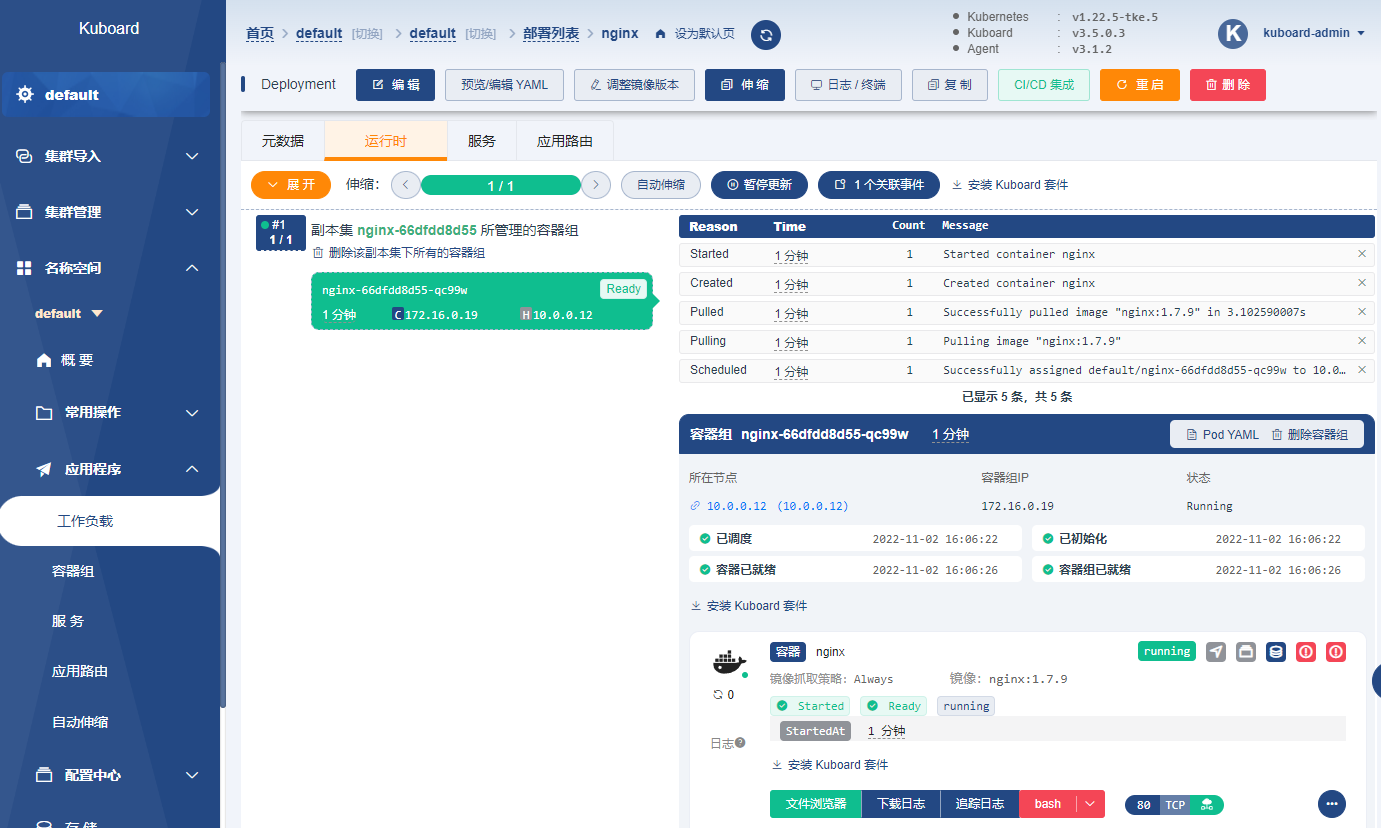 Kuboard
default
集群导入
集群管理
名称空间
default
概 要
常用操作
应用程序
工作负载
容器组
服 务
应用路由
自动伸缩
配置中心
存 储
首页 > default [切换] > default [切换] > 部署列表 > nginx 设为默认页
Kubernetes : v1.22.5-tke.5
Kuboard : v3.5.0.3
Agent : v3.1.2
K kuboard-admin
Deployment 编 辑 预览/编辑 YAML 调整镜像版本 伸 缩 日志 / 终端 复 制 CI/CD 集成 重 启 删 除
元数据 运行时 服务 应用路由
展 开 伸缩： 1 / 1 自动伸缩 暂停更新 1 个关联事件 安装 Kuboard 套件
#1
1 / 1
副本集 nginx-66dfdd8d55 所管理的容器组
删除该副本集下所有的容器组
nginx-66dfdd8d55-qc99w Ready
1 分钟 C 172.16.0.19 H 10.0.0.12
Reason Time Count Message
Started 1 分钟 1 Started container nginx
Created 1 分钟 1 Created container nginx
Pulled 1 分钟 1 Successfully pulled image "nginx:1.7.9" in 3.102590007s
Pulling 1 分钟 1 Pulling image "nginx:1.7.9"
Scheduled 1 分钟 1 Successfully assigned default/nginx-66dfdd8d55-qc99w to 10.0…
已显示 5 条，共 5 条
容器组 nginx-66dfdd8d55-qc99w 1 分钟 Pod YAML 删除容器组
所在节点 容器组IP 状态
10.0.0.12 (10.0.0.12) 172.16.0.19 Running
已调度 2022-11-02 16:06:22 已初始化 2022-11-02 16:06:22
容器已就绪 2022-11-02 16:06:26 容器组已就绪 2022-11-02 16:06:26
安装 Kuboard 套件
容器 nginx running
镜像抓取策略: Always 镜像: nginx:1.7.9
0
Started Ready running
StartedAt 1 分钟
日志
安装 Kuboard 套件
文件浏览器 下载日志 追踪日志 bash 80 TCP